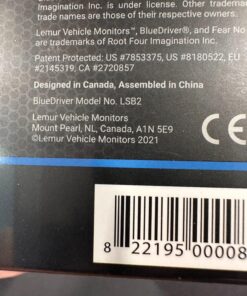 Imagination Inc. is under license. Other trademarks
trade names are those of their respective owners.
Lemur Vehicle Monitors™, BlueDriver®, and Fear No
are trademarks of Root Four Imagination Inc.
Patent Protected: US #7853375, US #8180522, EU
#2145319, CA #2720857
Designed in Canada, Assembled in China
BlueDriver Model No. LSB2
Lemur Vehicle Monitors
Mount Pearl, NL, Canada, A1N 5E9
©Lemur Vehicle Monitors 2021
CE
8 22195 00008